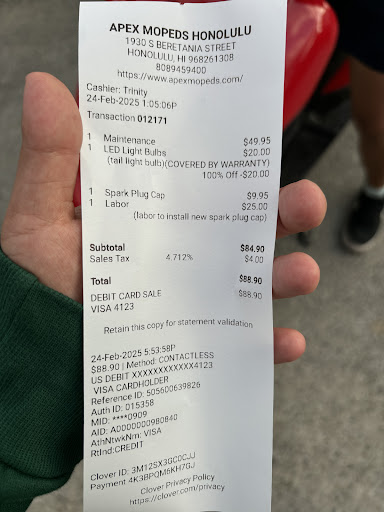 APEX MOPEDS HONOLULU
1930 S BERETANIA STREET
HONOLULU, HI 968261308
8089459400
https://www.apexmopeds.com/
Cashier: Trinity
24-Feb-2025 1:05:06P
Transaction 012171
1 Maintenance $49.95
1 LED Light Bulbs $20.00
(tail light bulb)(COVERED BY WARRANTY)
100% Off -$20.00
1 Spark Plug Cap $9.95
1 Labor $25.00
(labor to install new spark plug cap)
Subtotal $84.90
Sales Tax 4.712% $4.00
Total $88.90
DEBIT CARD SALE $88.90
VISA 4123
Retain this copy for statement validation
24-Feb-2025 5:53:58P
$88.90 | Method: CONTACTLESS
US DEBIT XXXXXXXXXXXX4123
VISA CARDHOLDER
Reference ID: 505600639826
Auth ID: 015358
MID: ****0909
AID: A0000000980840
AthNtwkNm: VISA
RtInd:CREDIT
Clover ID: 3M12SX3GC0CJJ
Payment 4K3BPQM6KH7GJ
Clover Privacy Policy
https://clover.com/privacy